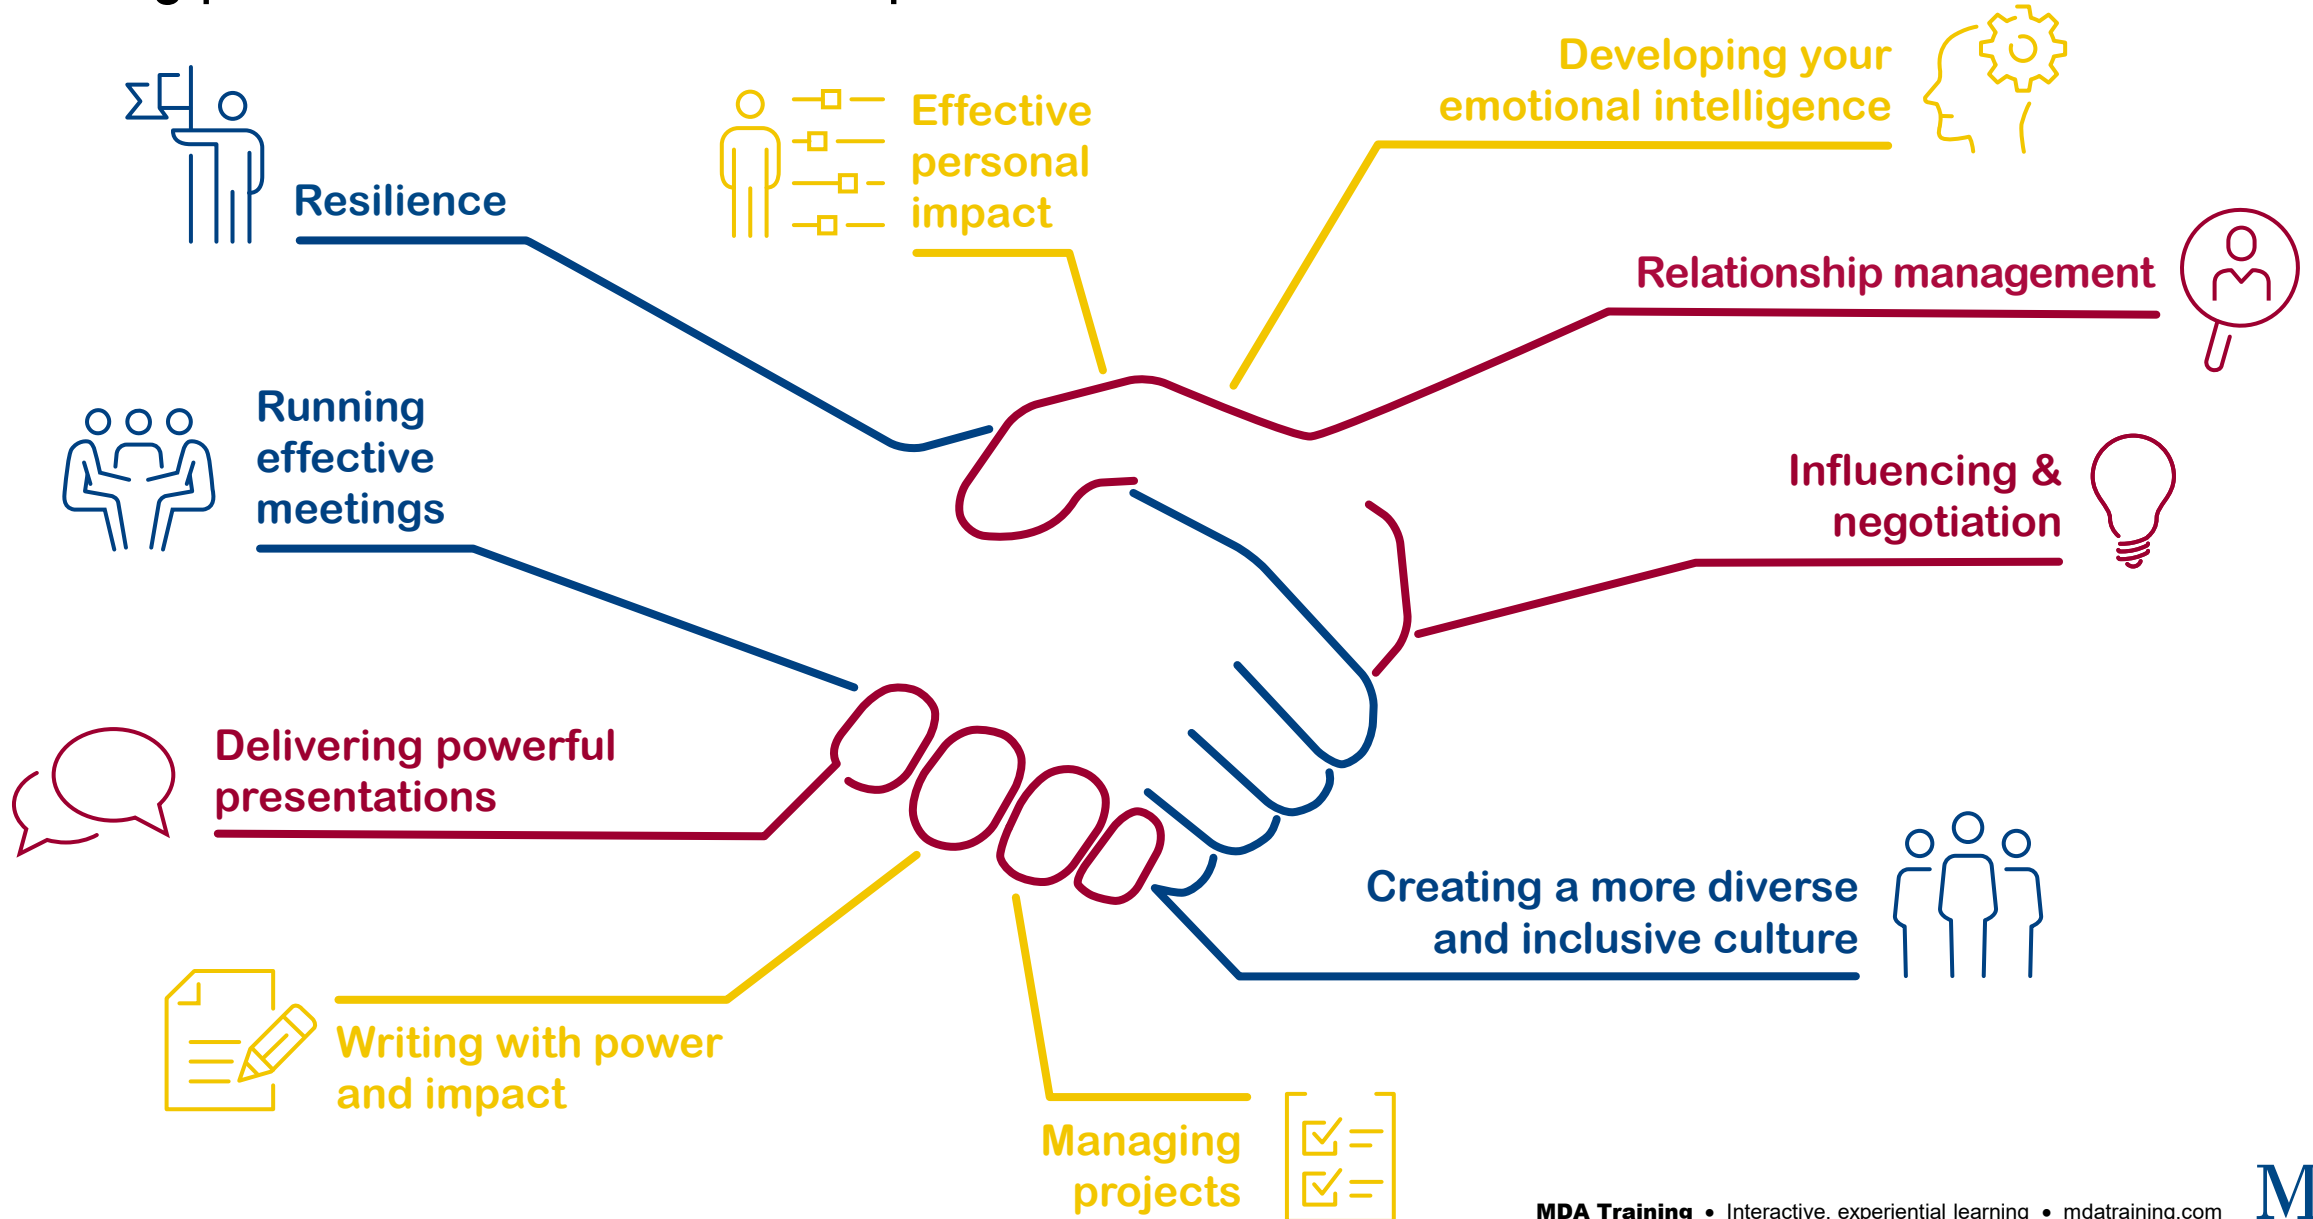 Developing your
emotional intelligence
Effective
personal
impact
Resilience
Relationship management
Running
effective
meetings
Influencing &
negotiation
Delivering powerful
presentations
Creating a more diverse
and inclusive culture
Writing with power
and impact
Managing
projects
MDA Training • Interactive, experiential learning • mdatraining.com
M